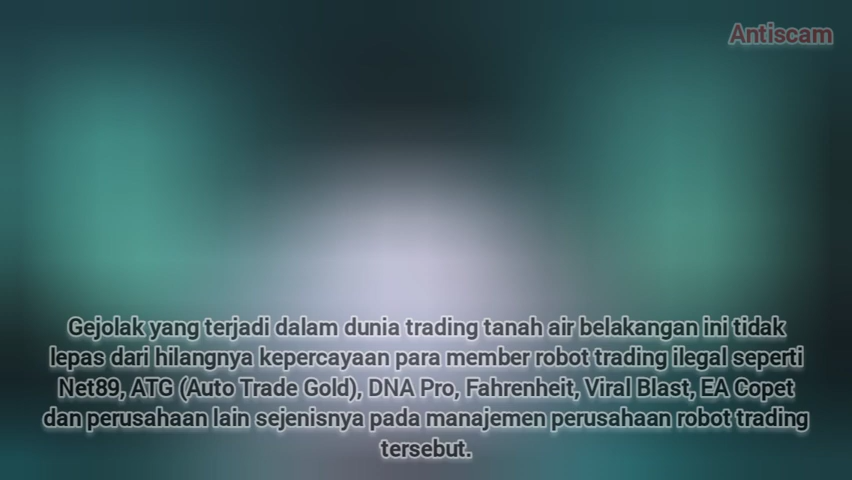 Antiscam
Gejolak yang terjadi dalam dunia trading tanah air belakangan ini tidak
lepas dari hilangnya kepercayaan para member robot trading ilegal seperti
Net89, ATG (Auto Trade Gold), DNA Pro, Fahrenheit, Viral Blast, EA Copet
dan perusahaan lain sejenisnya pada manajemen perusahaan robot trading
tersebut.